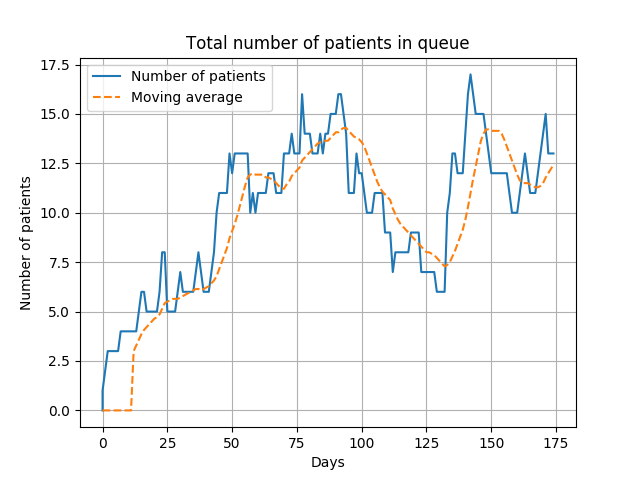 Total number of patients in queue
Number of patients
Moving average
17.5
15.0
12.5
10.0
7.5
5.0
2.5
0.0
Number of patients
0 25 50 75 100 125 150 175
Days